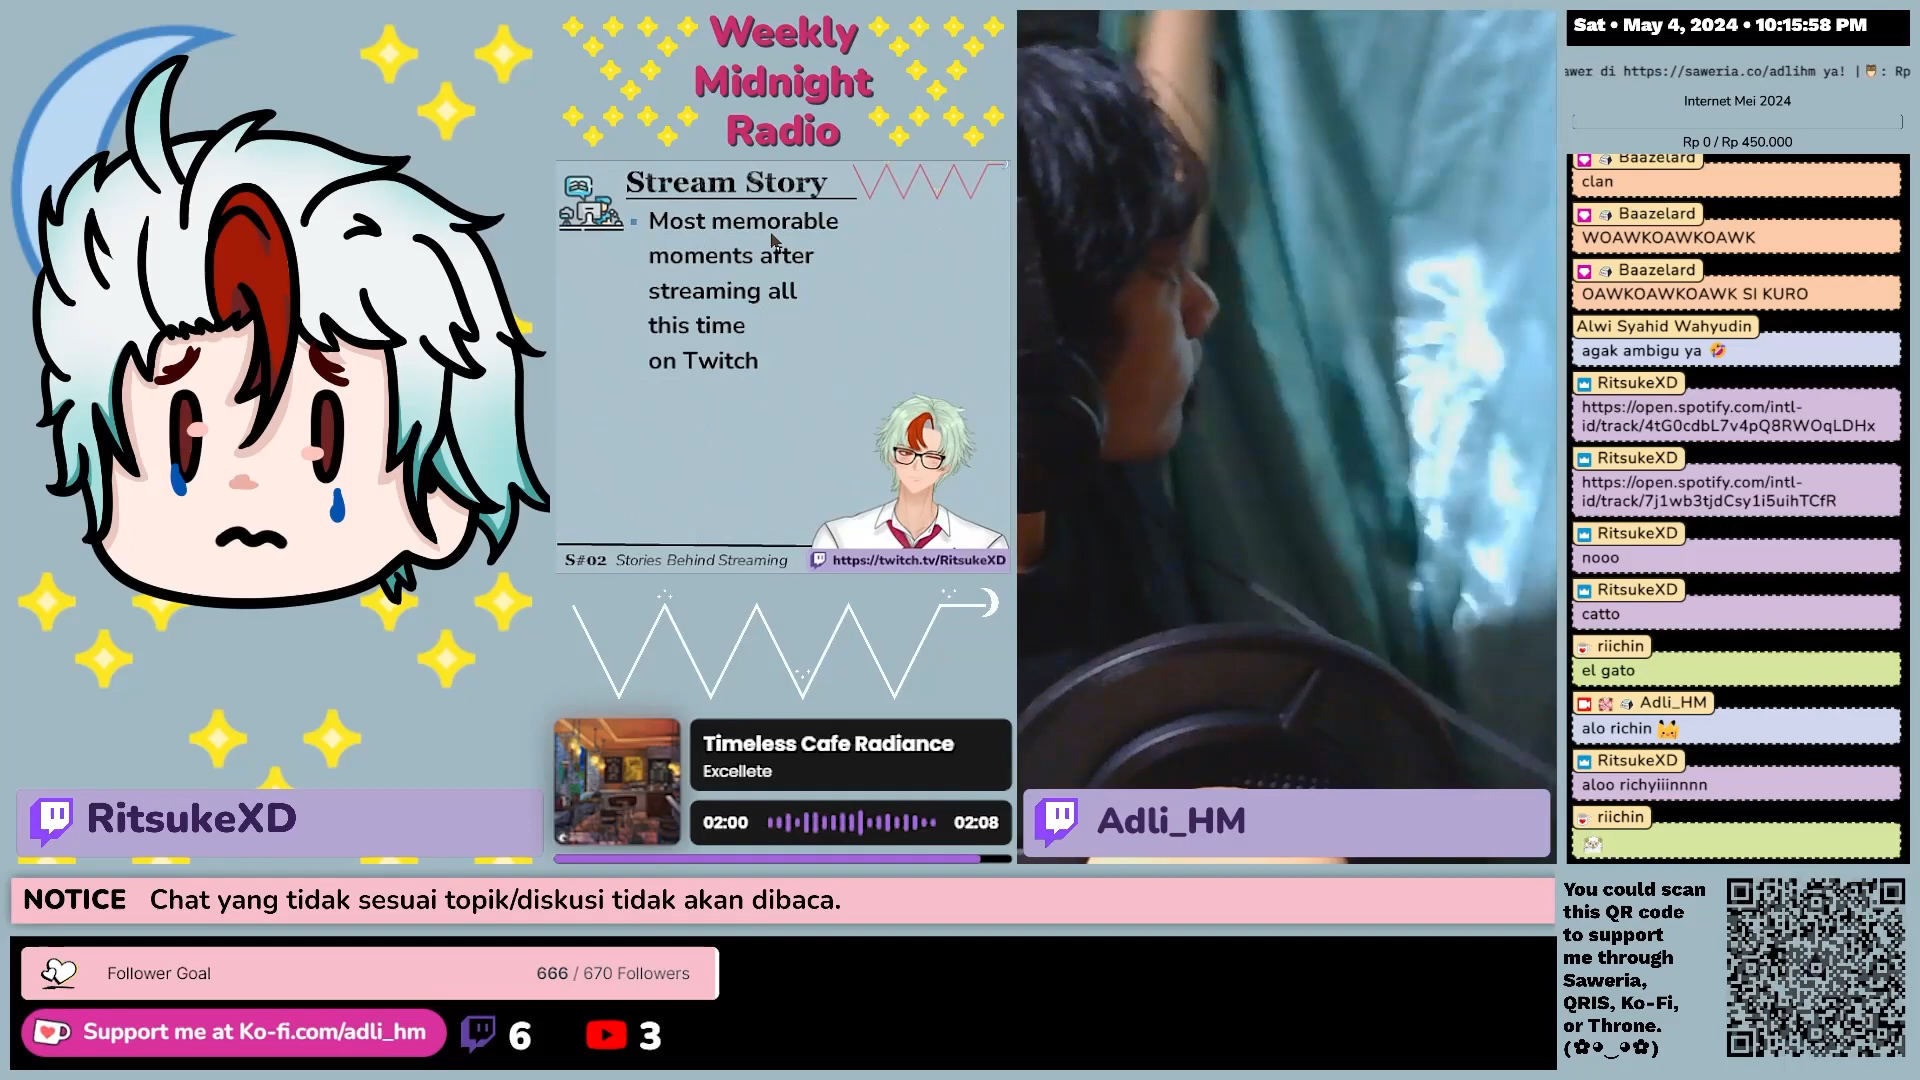 Weekly
Midnight
Radio
Stream Story
Most memorable
moments after
streaming all
this time
on Twitch
S#02 Stories Behind Streaming
https://twitch.tv/RitsukeXD
Timeless Cafe Radiance
Excellete
02:00
02:08
RitsukeXD
Adli_HM
Sat • May 4, 2024 • 10:15:58 PM
awer di https://saweria.co/adlihm ya! | : Rp
Internet Mei 2024
Rp 0 / Rp 450.000
Baazelard
clan
Baazelard
WOAWKOAWKOAWK
Baazelard
OAWKOAWKOAWK SI KURO
Alwi Syahid Wahyudin
agak ambigu ya 🤣
RitsukeXD
https://open.spotify.com/intl-
id/track/4tG0cdbL7v4pQ8RWOqLDHx
RitsukeXD
https://open.spotify.com/intl-
id/track/7j1wb3tjdCsy1i5uihTCfR
RitsukeXD
nooo
RitsukeXD
catto
riichin
el gato
Adli_HM
alo richin
RitsukeXD
aloo richyiiinnnn
riichin
NOTICE Chat yang tidak sesuai topik/diskusi tidak akan dibaca.
Follower Goal
666 / 670 Followers
Support me at Ko-fi.com/adli_hm
6
3
You could scan
this QR code
to support
me through
Saweria,
QRIS, Ko-Fi,
or Throne.
(✿◕‿◕✿)